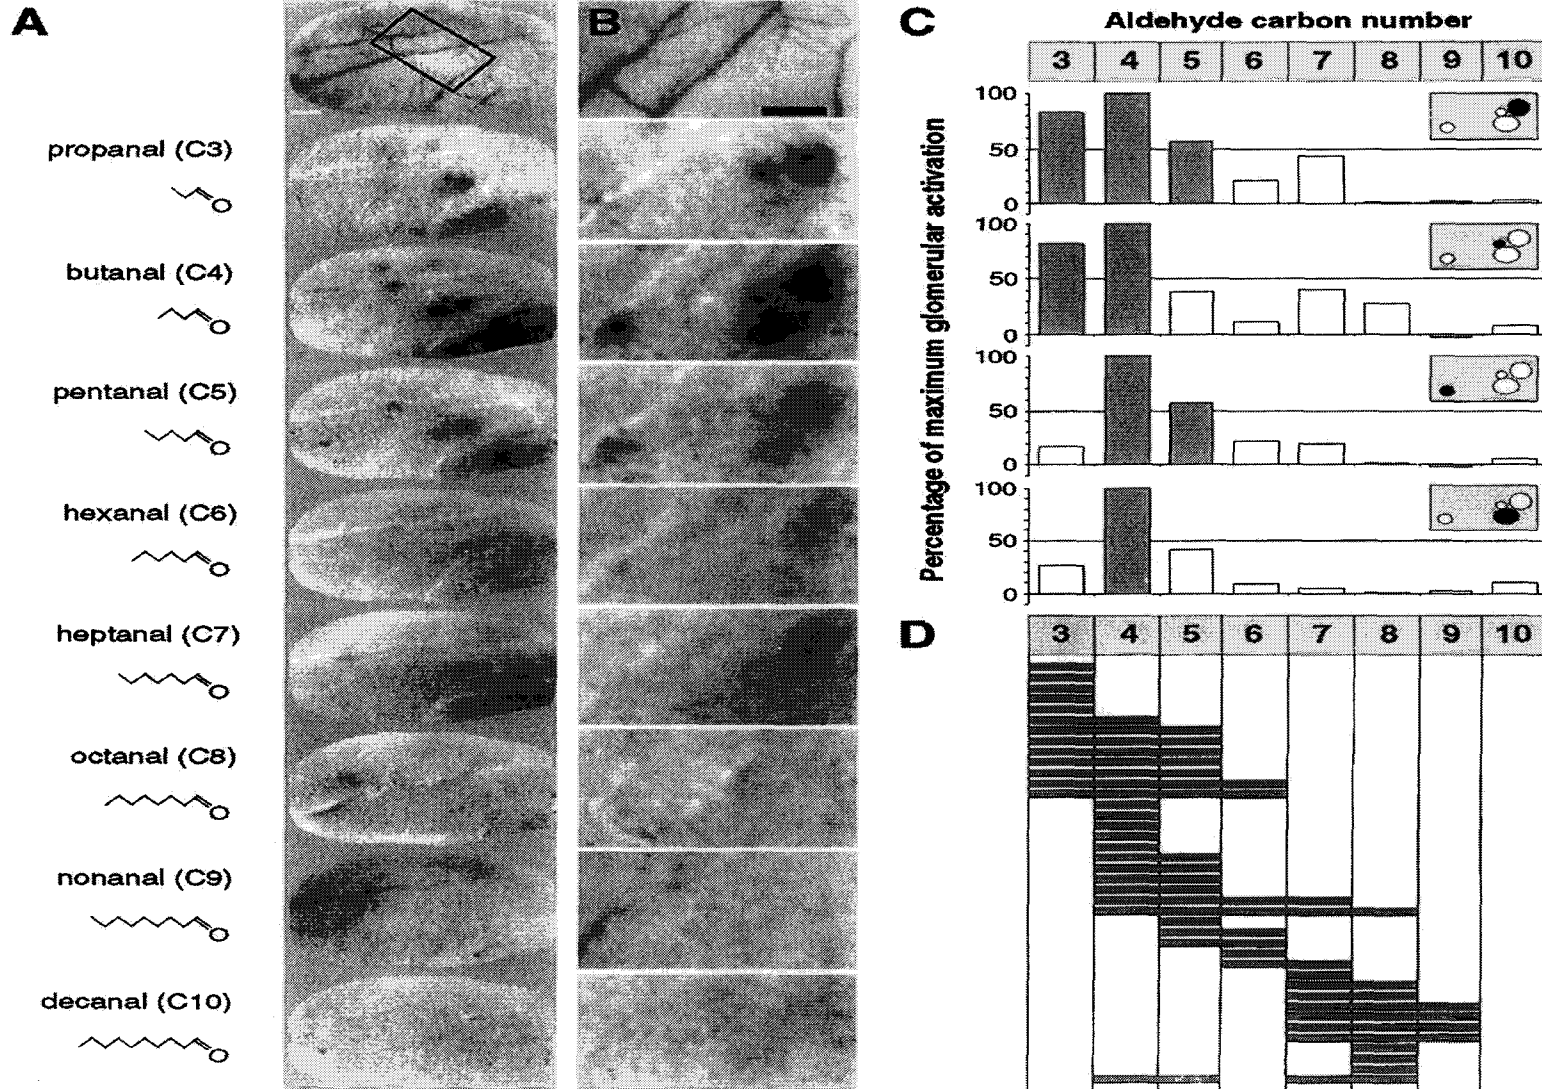 A
B
propanal (C3)
O
butanal (C4)
O
pentanal (C5)
O
hexanal (C6)
O
heptanal (C7)
O
octanal (C8)
O
nonanal (C9)
O
decanal (C10)
O
C
Aldehyde carbon number
3 4 5 6 7 8 9 10
Percentage of maximum glomerular activation
100
50
0
100
50
0
100
50
0
100
50
0
D
3 4 5 6 7 8 9 10